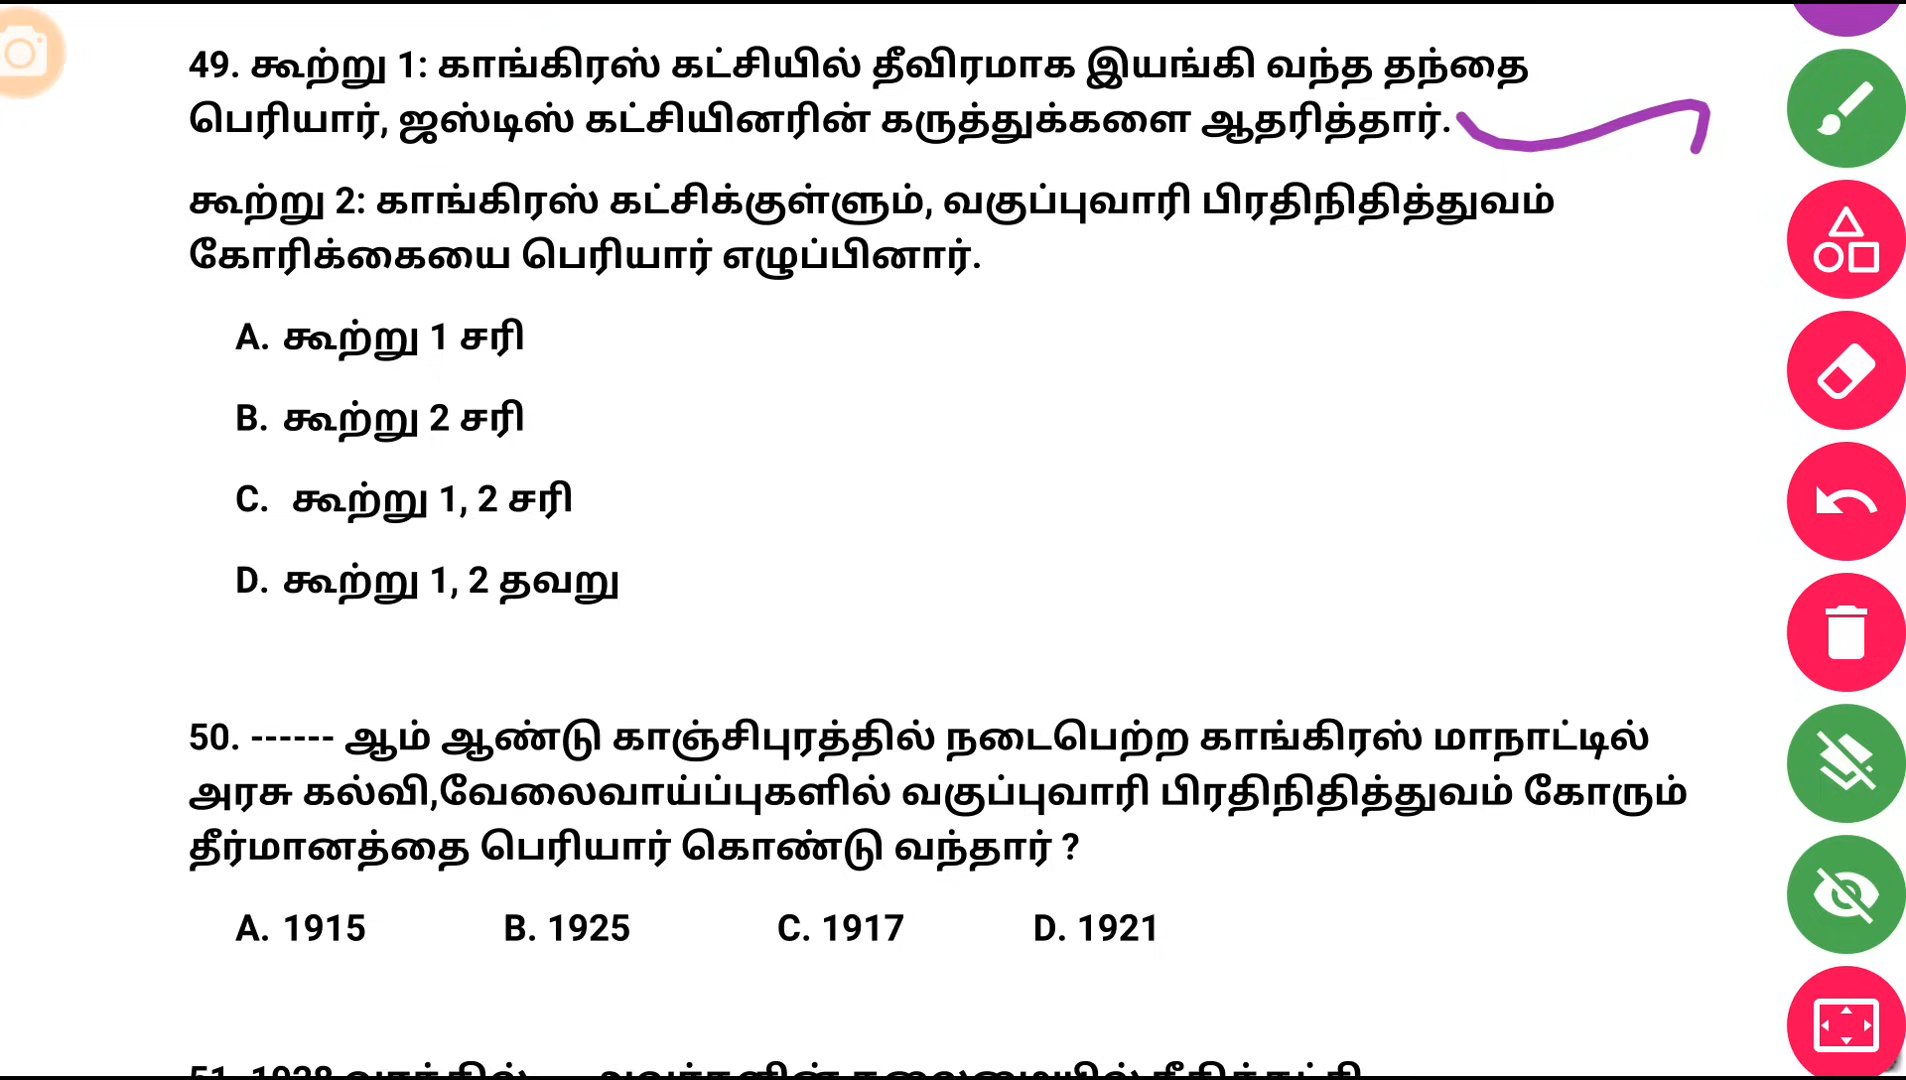 49. கூற்று 1: காங்கிரஸ் கட்சியில் தீவிரமாக இயங்கி வந்த தந்தை
பெரியார், ஜஸ்டிஸ் கட்சியினரின் கருத்துக்களை ஆதரித்தார்.
கூற்று 2: காங்கிரஸ் கட்சிக்குள்ளும், வகுப்புவாரி பிரதிநிதித்துவம்
கோரிக்கையை பெரியார் எழுப்பினார்.
A. கூற்று 1 சரி
B. கூற்று 2 சரி
C. கூற்று 1, 2 சரி
D. கூற்று 1, 2 தவறு
50. ------ ஆம் ஆண்டு காஞ்சிபுரத்தில் நடைபெற்ற காங்கிரஸ் மாநாட்டில்
அரசு கல்வி,வேலைவாய்ப்புகளில் வகுப்புவாரி பிரதிநிதித்துவம் கோரும்
தீர்மானத்தை பெரியார் கொண்டு வந்தார் ?
A. 1915 B. 1925 C. 1917 D. 1921